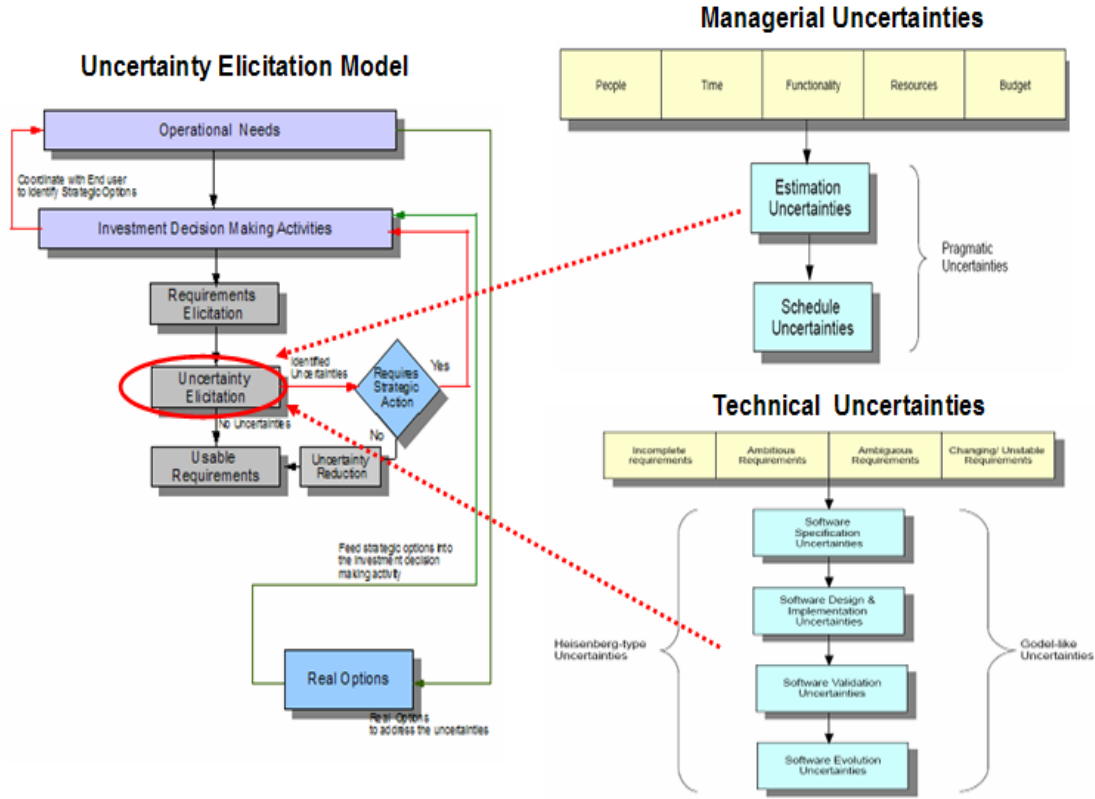 Uncertainty Elicitation Model
Operational Needs
Coordinate with End user
to Identify Strategic Options
Investment Decision Making Activities
Requirements
Elicitation
Uncertainty
Elicitation
Identified
Uncertainties
Requires
Strategic
Action
Yes
No
No Uncertainties
Usable
Requirements
Uncertainty
Reduction
Feed strategic options into
the investment decision
making activity
Real Options
Real Options
to address the uncertainties
Managerial Uncertainties
People
Time
Functionality
Resources
Budget
Estimation
Uncertainties
Schedule
Uncertainties
Pragmatic
Uncertainties
Technical Uncertainties
Incomplete
requirements
Ambitious
Requirements
Ambiguous
Requirements
Changing/ Unstable
Requirements
Software
Specification
Uncertainties
Software Design &
Implementation
Uncertainties
Software Validation
Uncertainties
Software Evolution
Uncertainties
Heisenberg-type
Uncertainties
Godel-like
Uncertainties